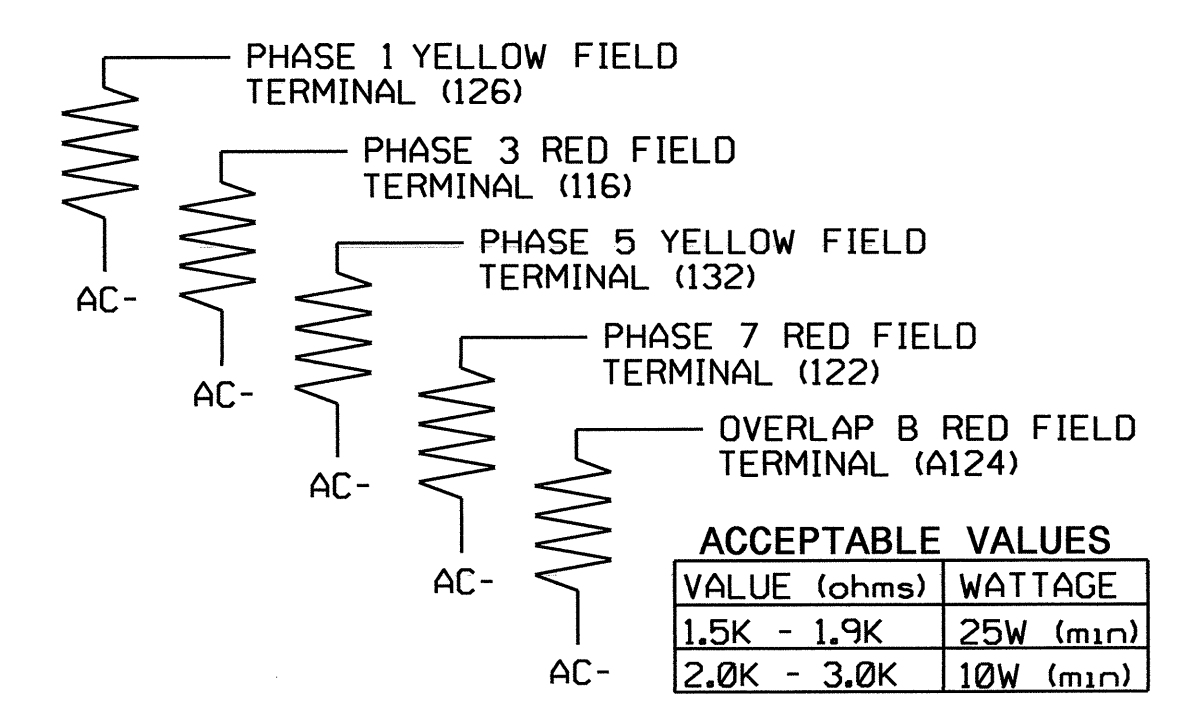 PHASE 1 YELLOW FIELD
TERMINAL (126)
AC-
PHASE 3 RED FIELD
TERMINAL (116)
AC-
PHASE 5 YELLOW FIELD
TERMINAL (132)
AC-
PHASE 7 RED FIELD
TERMINAL (122)
AC-
OVERLAP B RED FIELD
TERMINAL (A124)
AC-
ACCEPTABLE VALUES
VALUE (ohms) WATTAGE
1.5K - 1.9K 25W (min)
2.0K - 3.0K 10W (min)